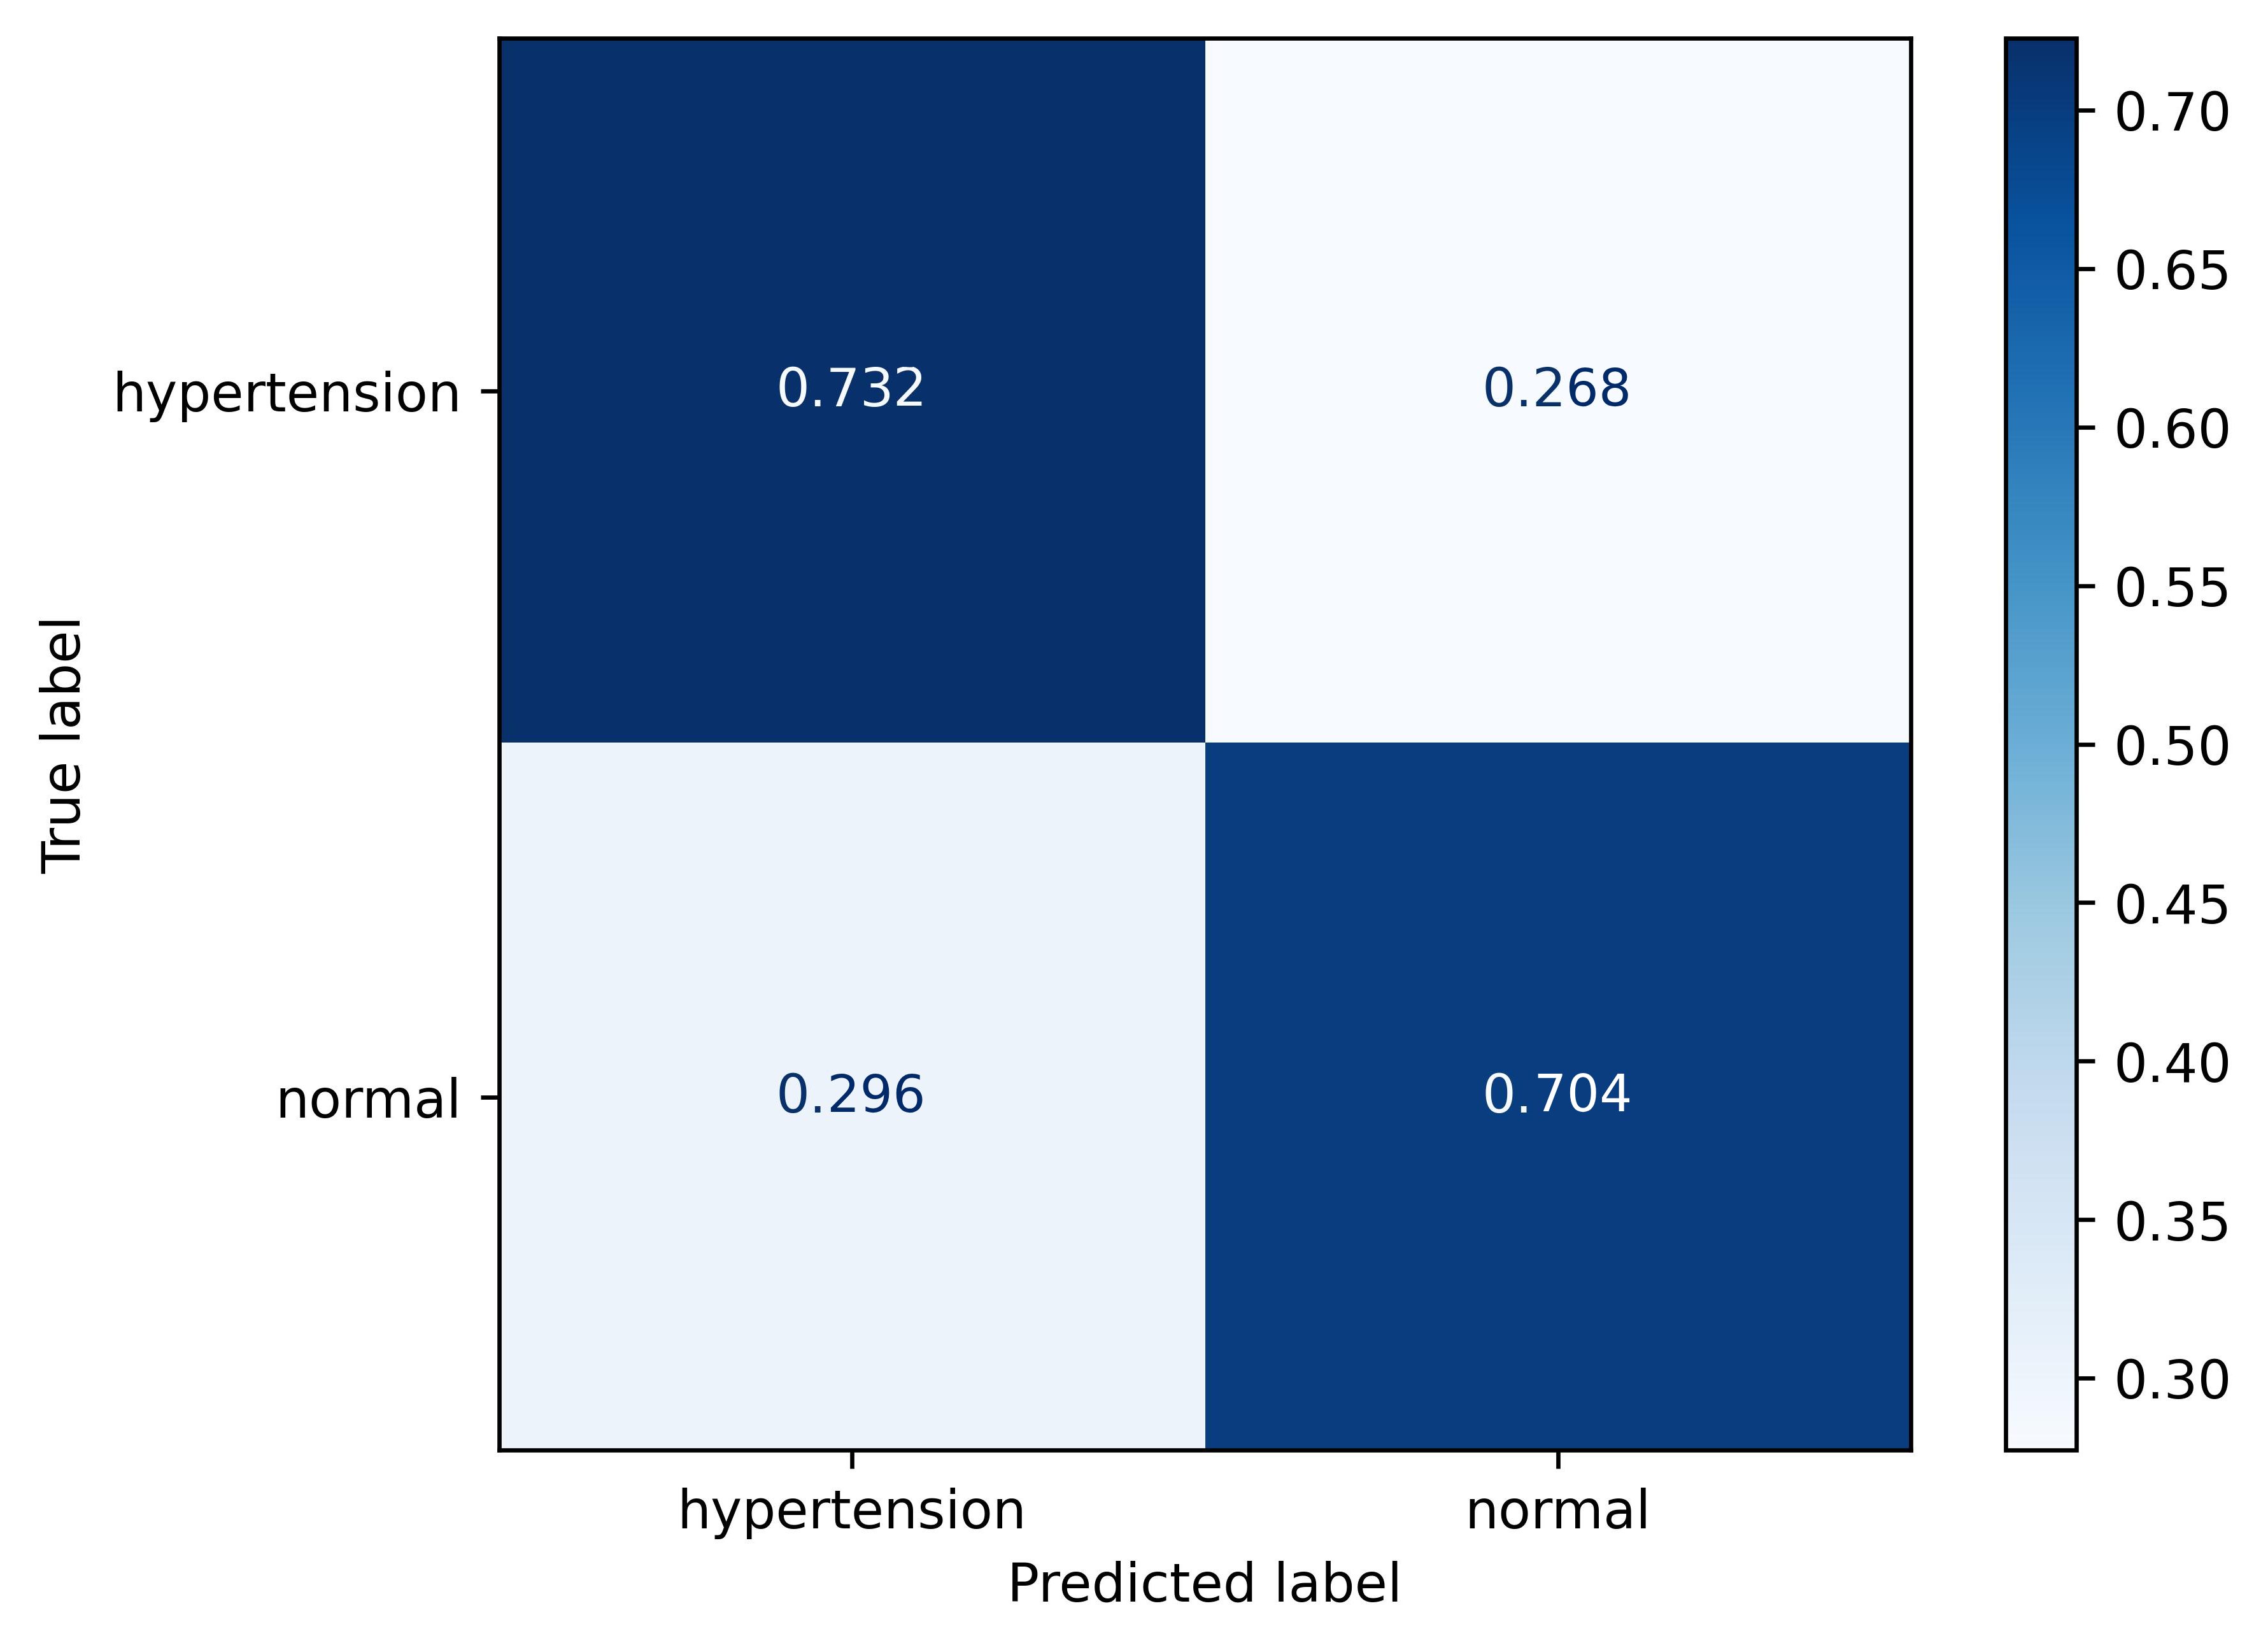 True label
hypertension
normal
0.732
0.268
0.296
0.704
hypertension
normal
Predicted label
0.70
0.65
0.60
0.55
0.50
0.45
0.40
0.35
0.30